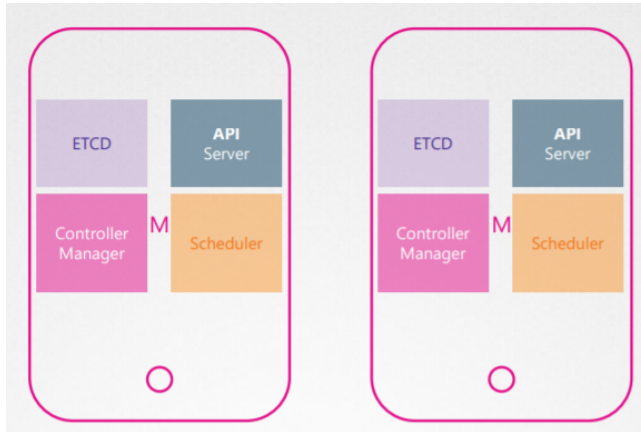 ETCD
API
Server
Controller
Manager
M
Scheduler
ETCD
API
Server
Controller
Manager
M
Scheduler